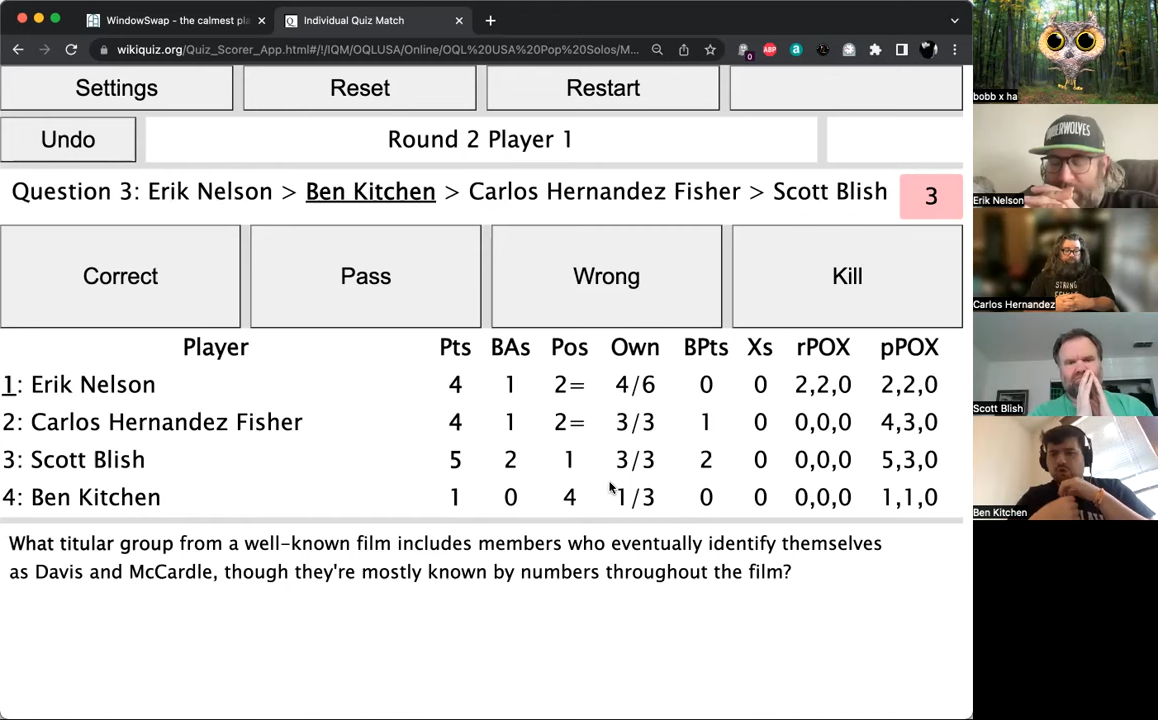 WindowSwap - the calmest pl
Individual Quiz Match
wikiquiz.org/Quiz_Scorer_App.html#/!/IQM/OQLUSA/Online/OQL%20USA%20Pop%20Solos/M...
0
ABP
a
Settings
Reset
Restart
Undo
Round 2 Player 1
Question 3: Erik Nelson > Ben Kitchen > Carlos Hernandez Fisher > Scott Blish
3
Correct
Pass
Wrong
Kill
Player Pts BAs Pos Own BPts Xs rPOX pPOX
1: Erik Nelson 4 1 2= 4/6 0 0 2,2,0 2,2,0
2: Carlos Hernandez Fisher 4 1 2= 3/3 1 0 0,0,0 4,3,0
3: Scott Blish 5 2 1 3/3 2 0 0,0,0 5,3,0
4: Ben Kitchen 1 0 4 1/3 0 0 0,0,0 1,1,0
What titular group from a well-known film includes members who eventually identify themselves
as Davis and McCardle, though they're mostly known by numbers throughout the film?
bobb x ha
Erik Nelson
STRONG
Carlos Hernandez
Scott Blish
Ben Kitchen